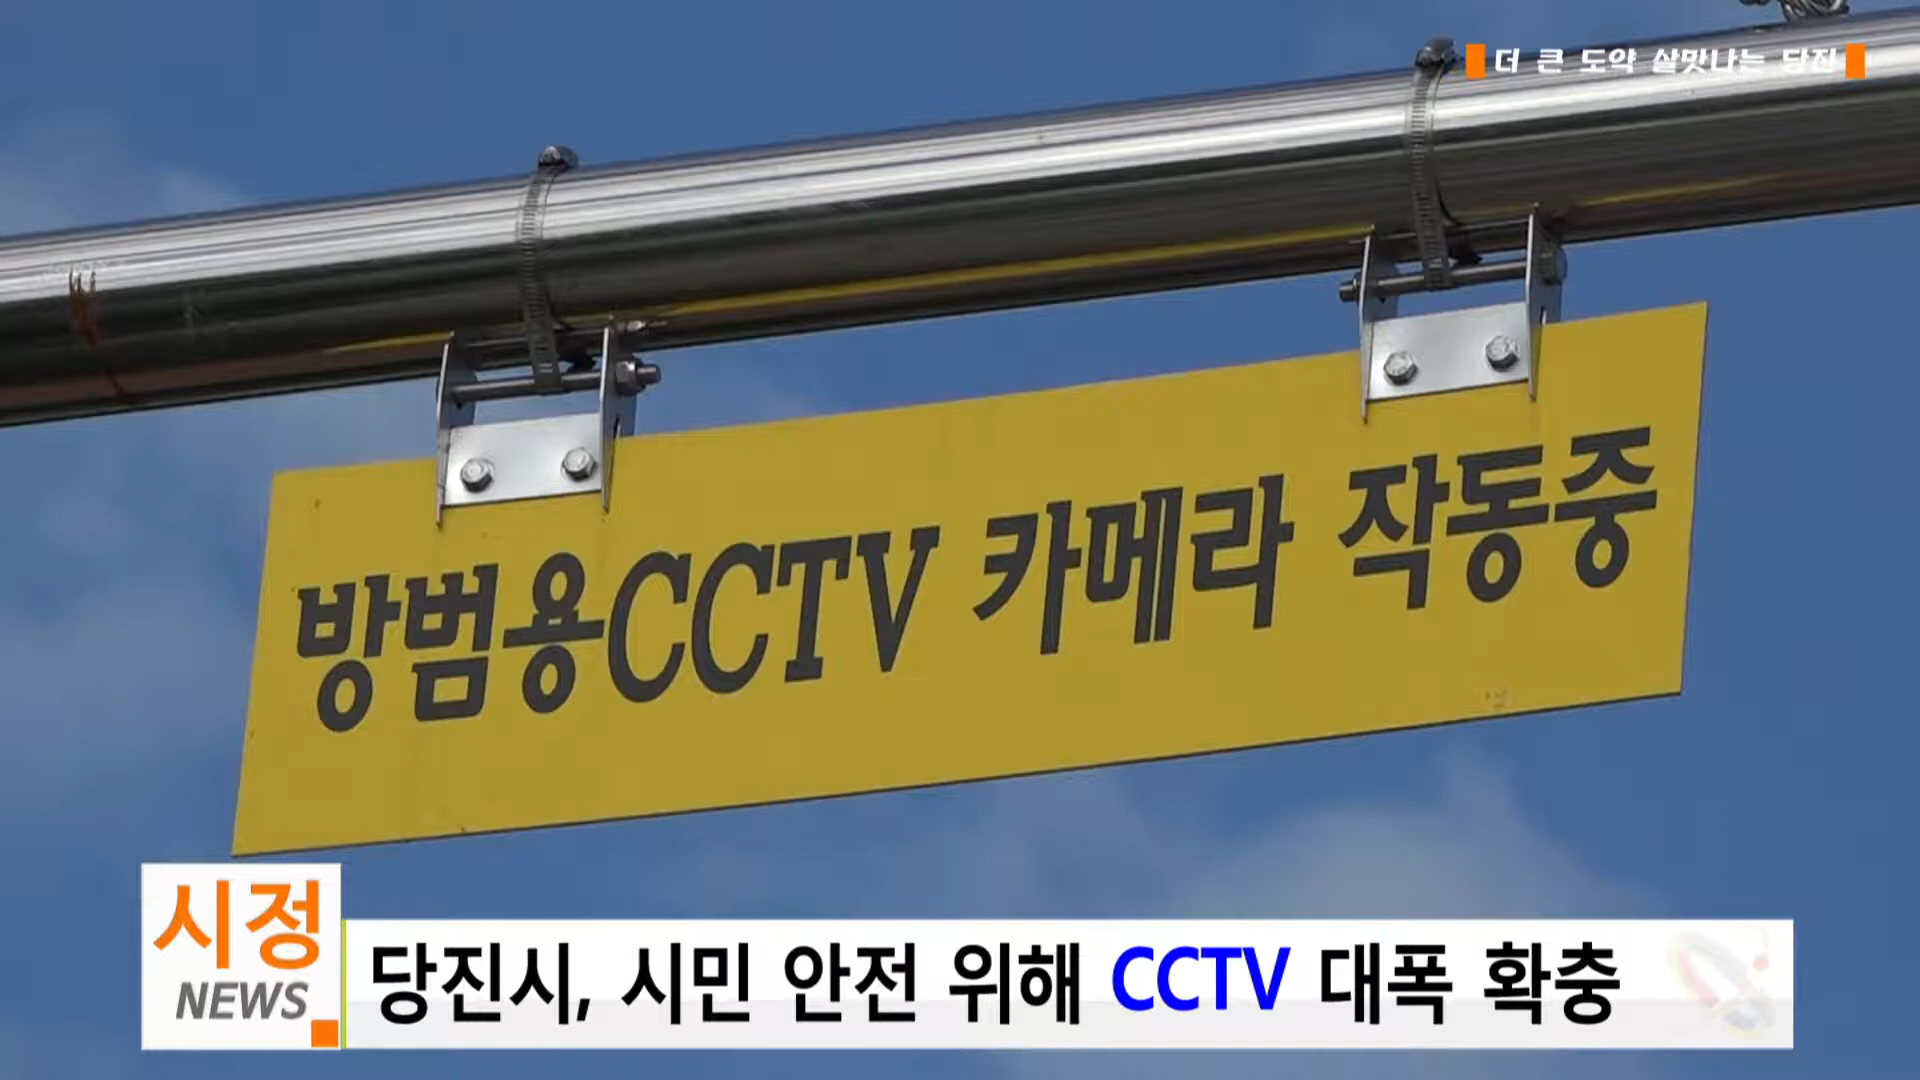 더 큰 도약 살맛나는 당진
방범용CCTV 카메라 작동중
시정
NEWS
당진시, 시민 안전 위해 CCTV 대폭 확충